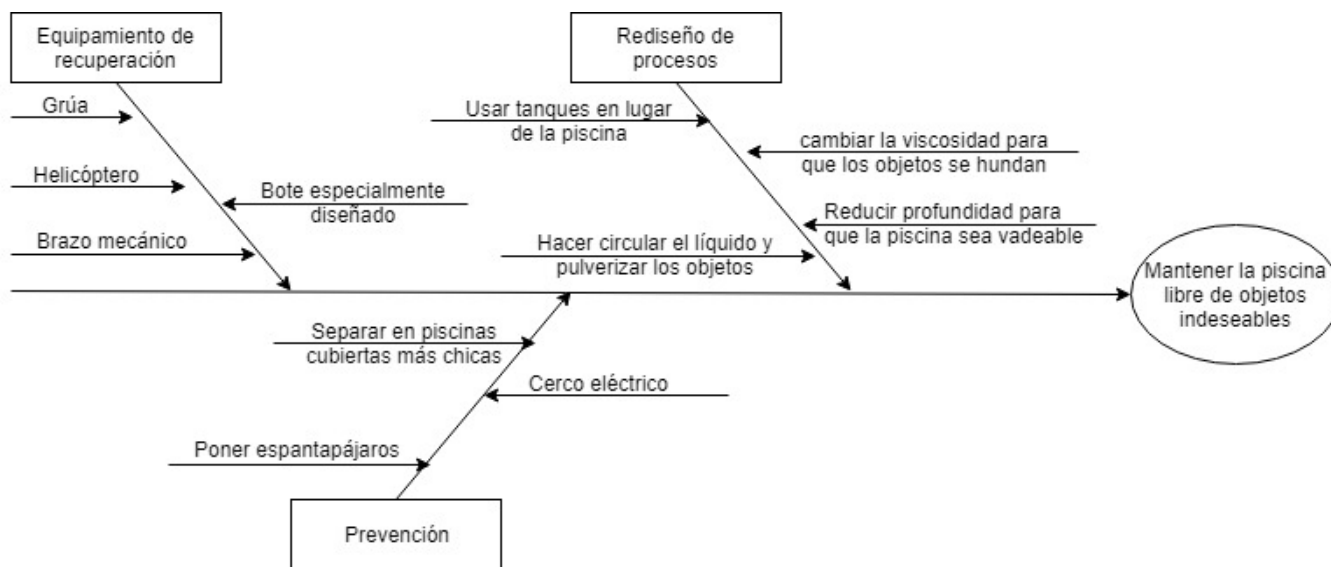 Equipamiento de
recuperación
Rediseño de
procesos
Grúa
Usar tanques en lugar
de la piscina
cambiar la viscosidad para
que los objetos se hundan
Helicóptero
Bote especialmente
diseñado
Reducir profundidad para
que la piscina sea vadeable
Brazo mecánico
Hacer circular el líquido y
pulverizar los objetos
Mantener la piscina
libre de objetos
indeseables
Separar en piscinas
cubiertas más chicas
Cerco eléctrico
Poner espantapájaros
Prevención